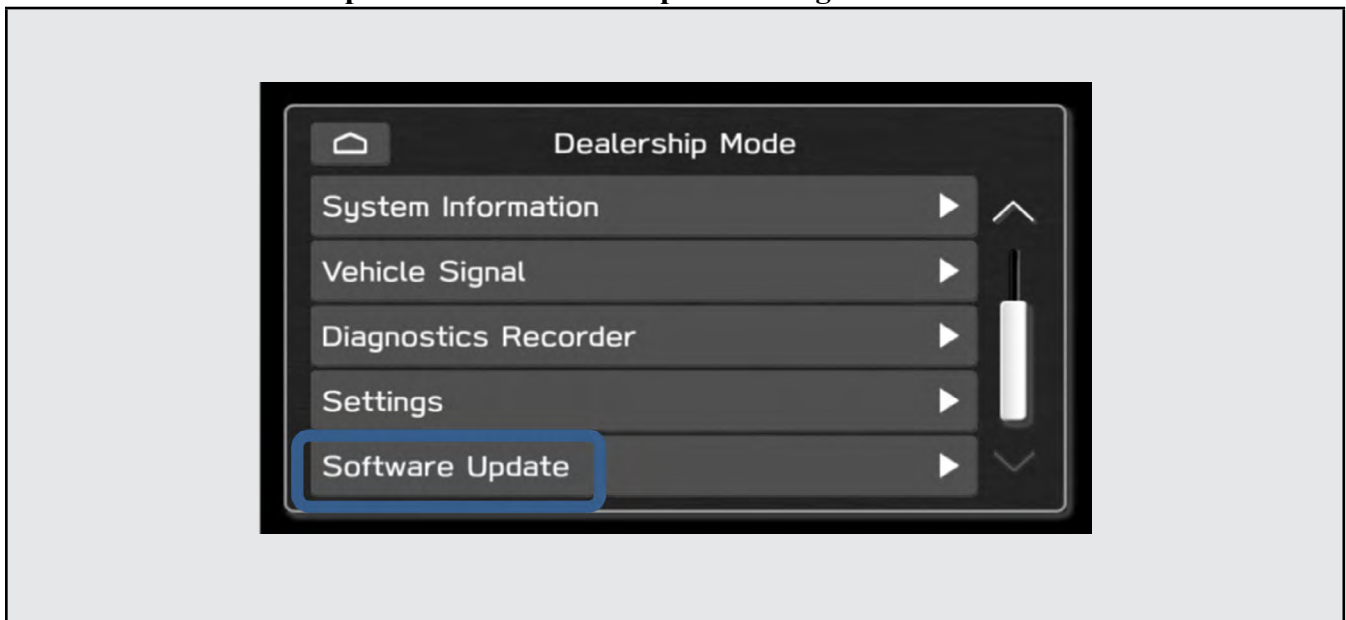 Dealership Mode
System Information
Vehicle Signal
Diagnostics Recorder
Settings
Software Update